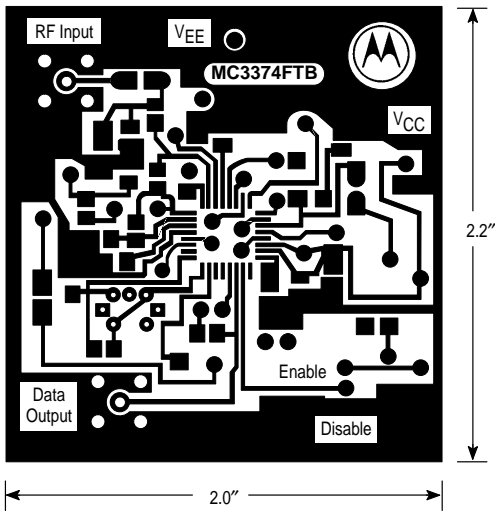 RF Input
VEE
MC3374FTB
VCC
2.2″
Enable
Data
Output
Disable
2.0″